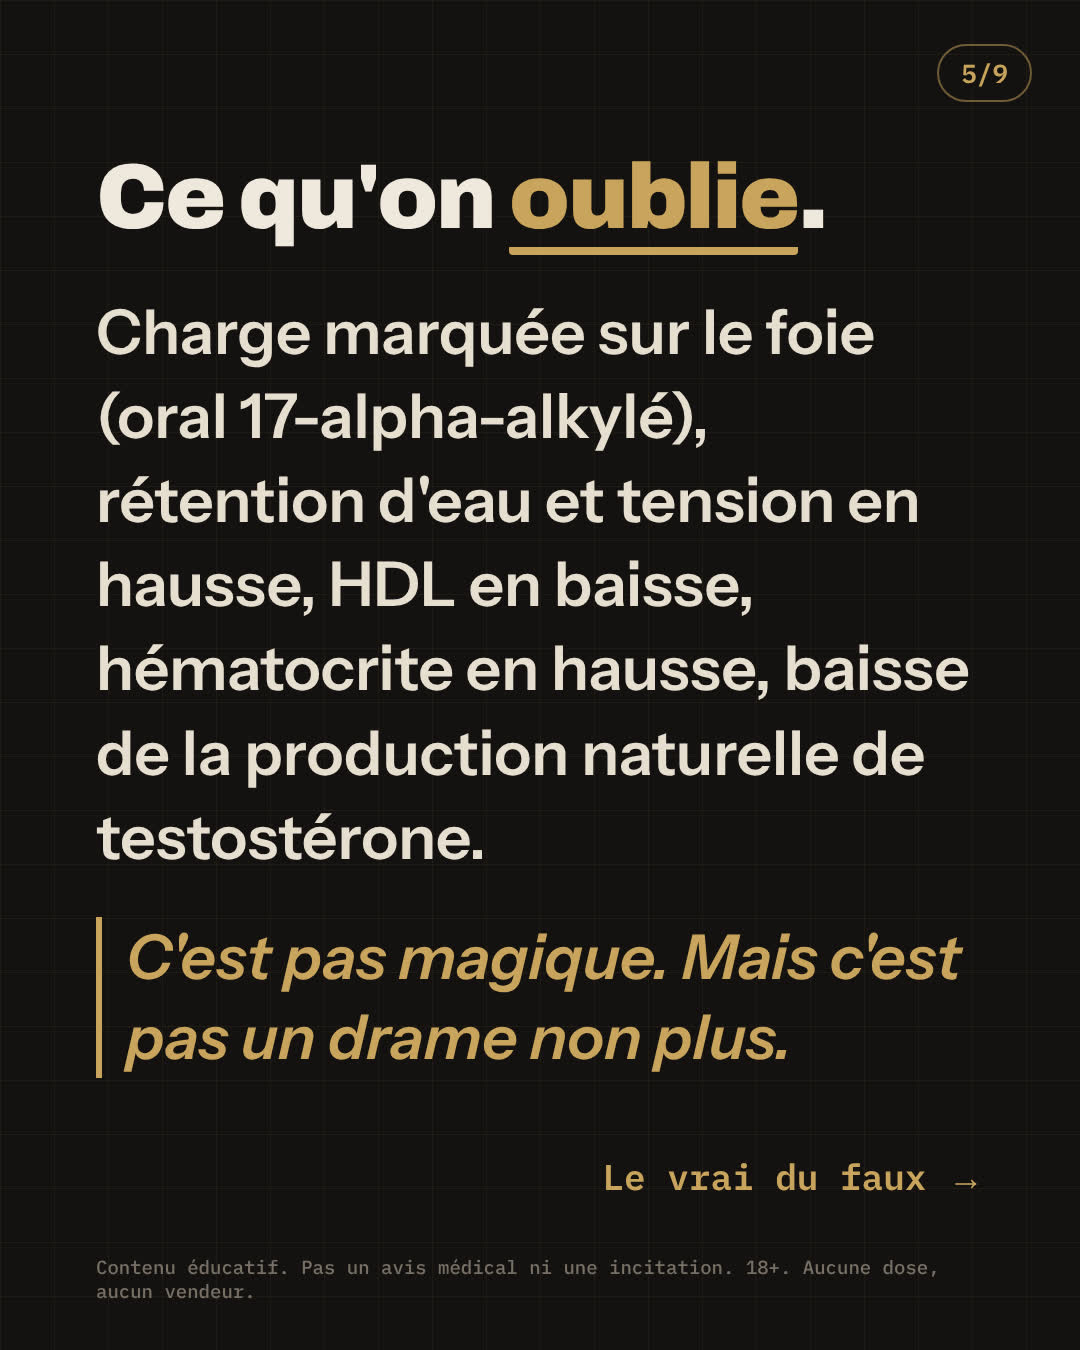 5/9
Ce qu'on oublie.
Charge marquée sur le foie
(oral 17-alpha-alkylé),
rétention d'eau et tension en
hausse, HDL en baisse,
hématocrite en hausse, baisse
de la production naturelle de
testostérone.
C'est pas magique. Mais c'est
pas un drame non plus.
Le vrai du faux →
Contenu éducatif. Pas un avis médical ni une incitation. 18+. Aucune dose,
aucun vendeur.